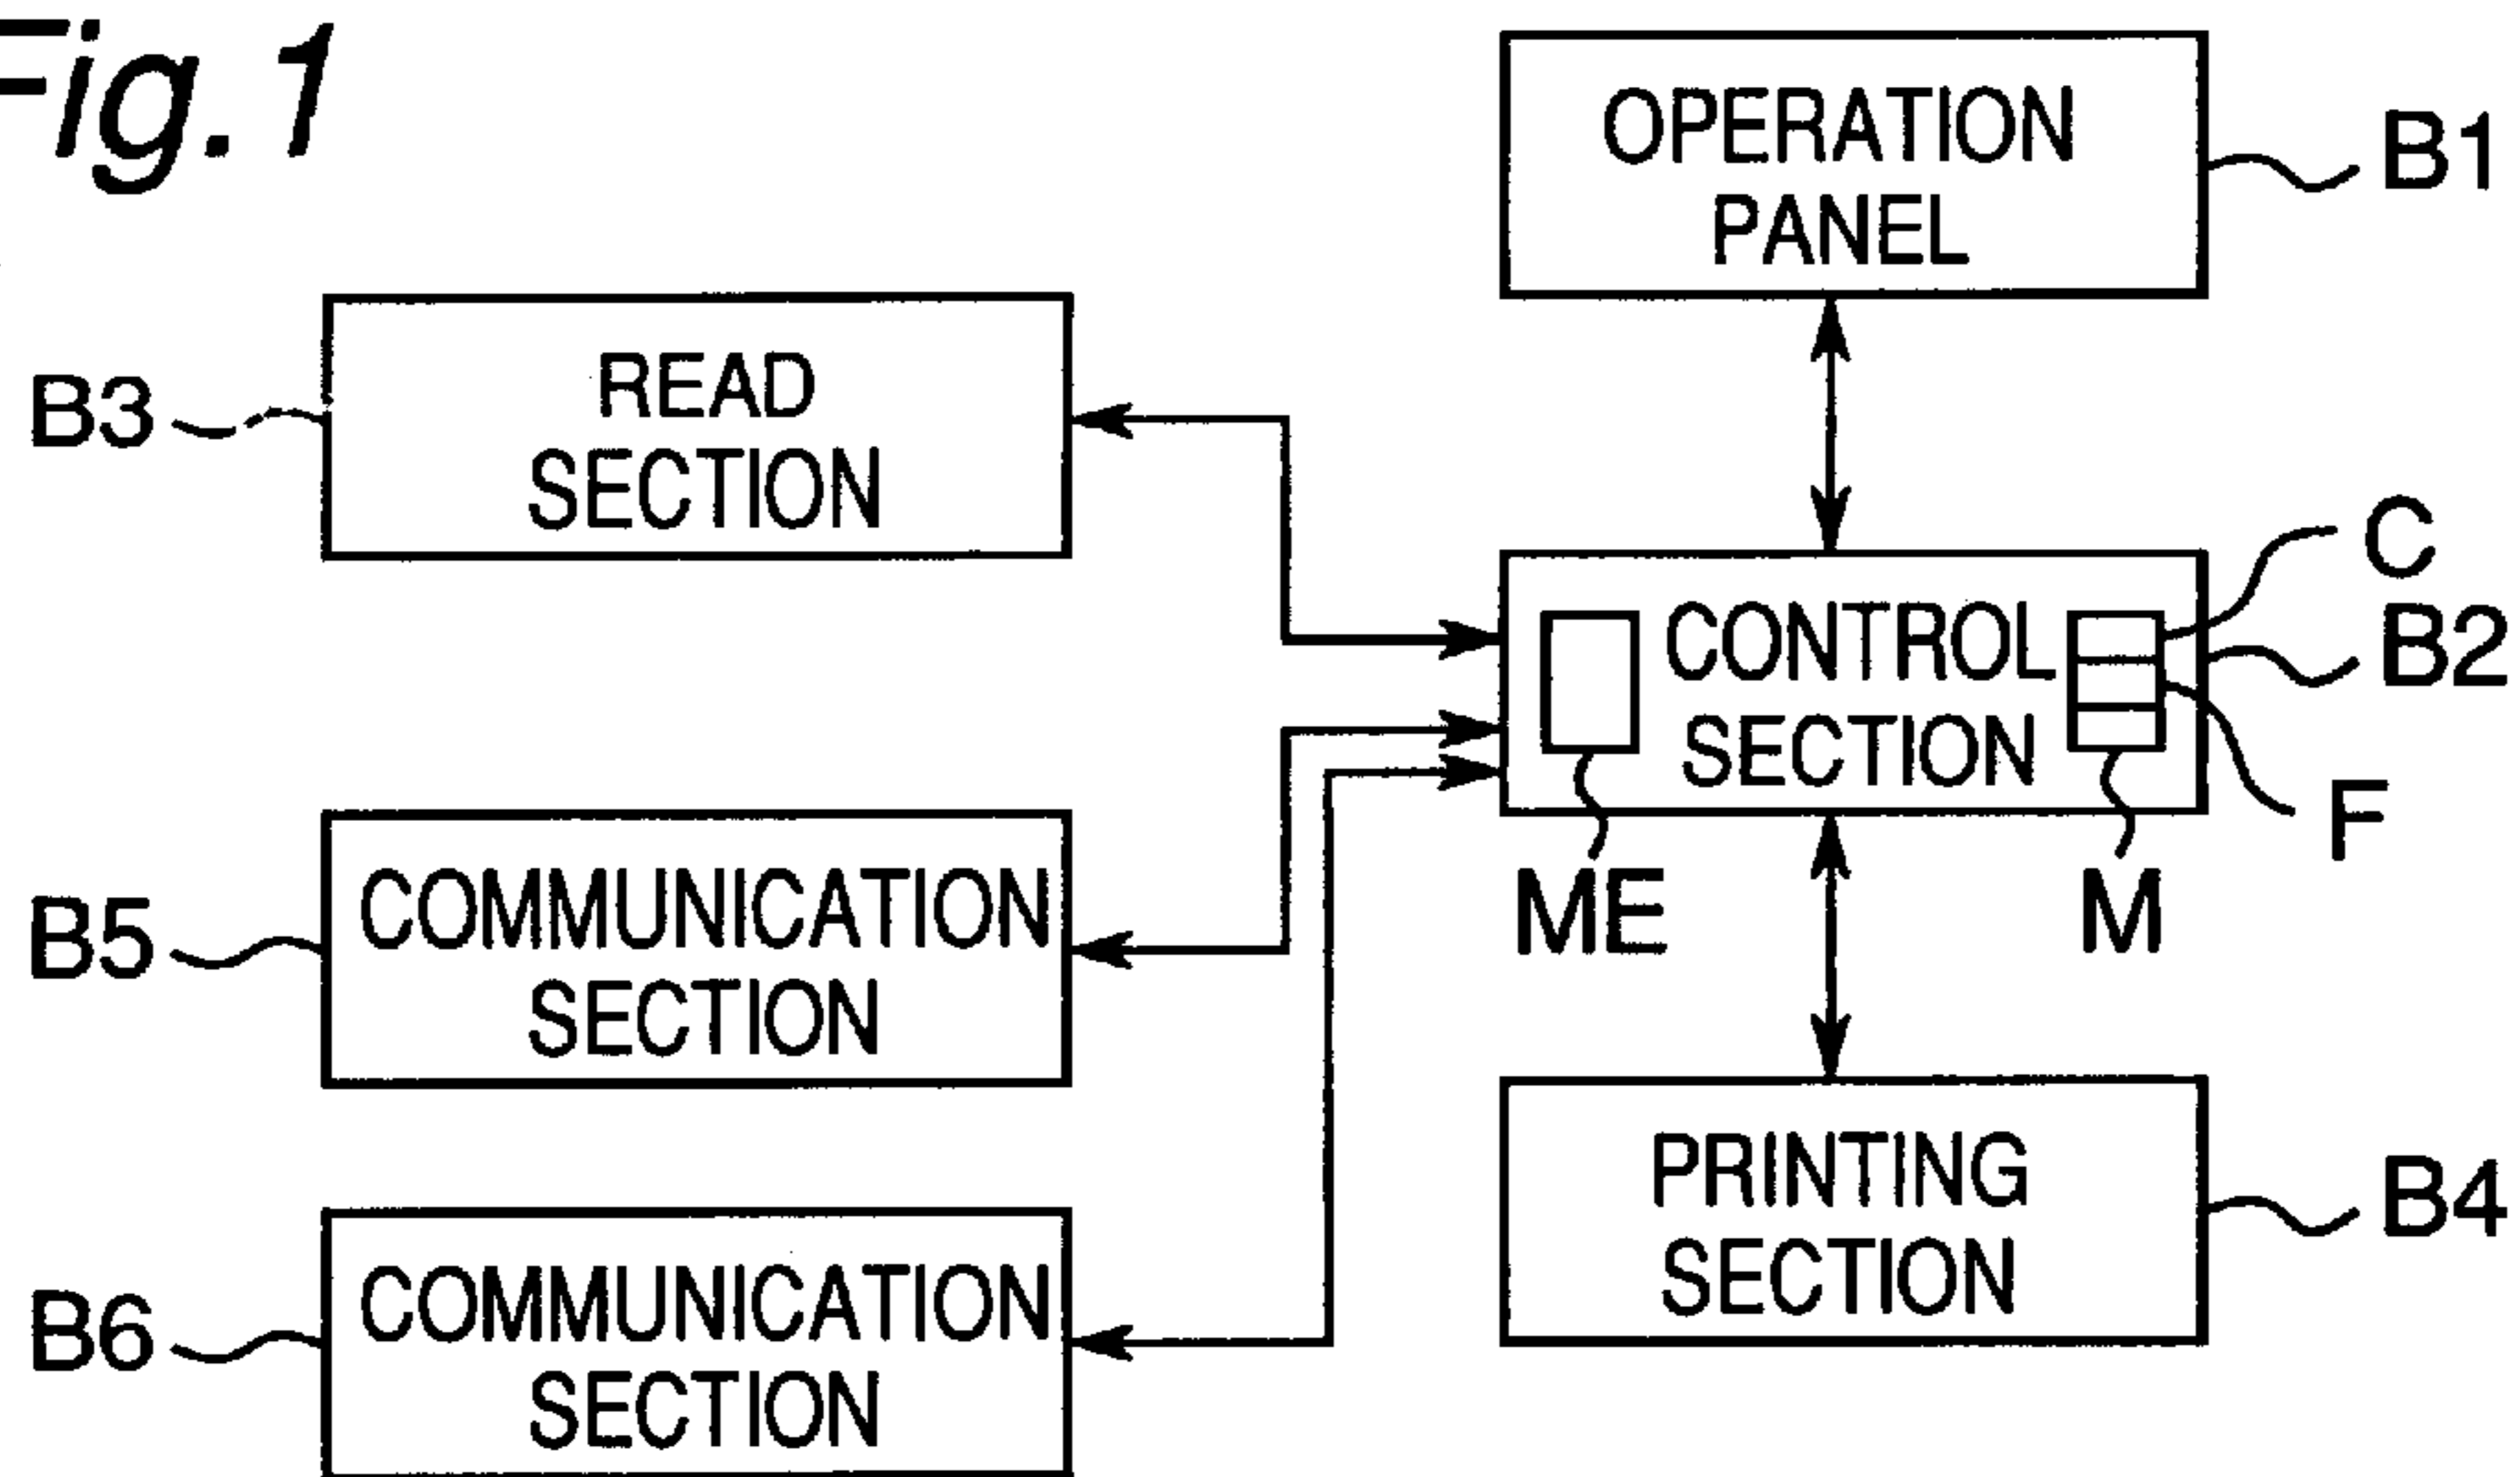 Fig.1
OPERATION
PANEL
B1
READ
SECTION
B3
C
CONTROL
SECTION
B2
F
ME
M
COMMUNICATION
SECTION
B5
PRINTING
SECTION
B4
COMMUNICATION
SECTION
B6